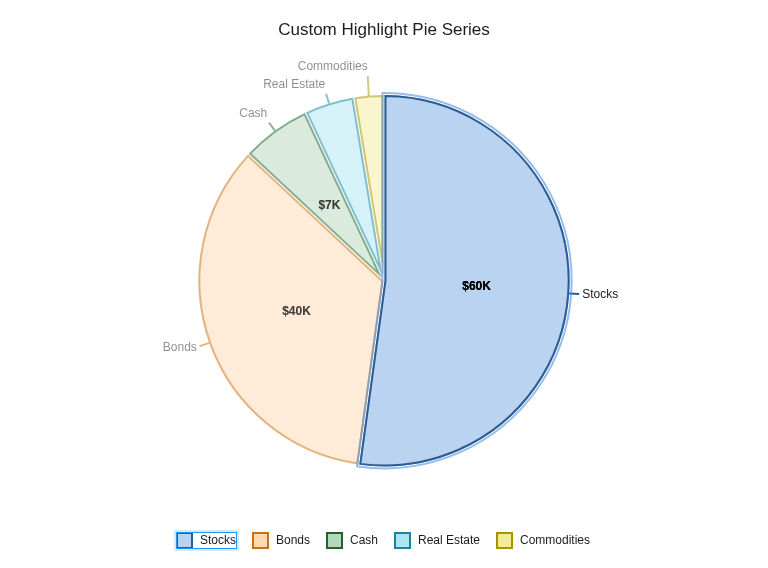 Custom Highlight Pie Series
Commodities
Real Estate
Cash
$7K
$60K
Stocks
$40K
Bonds
Stocks Bonds Cash Real Estate Commodities